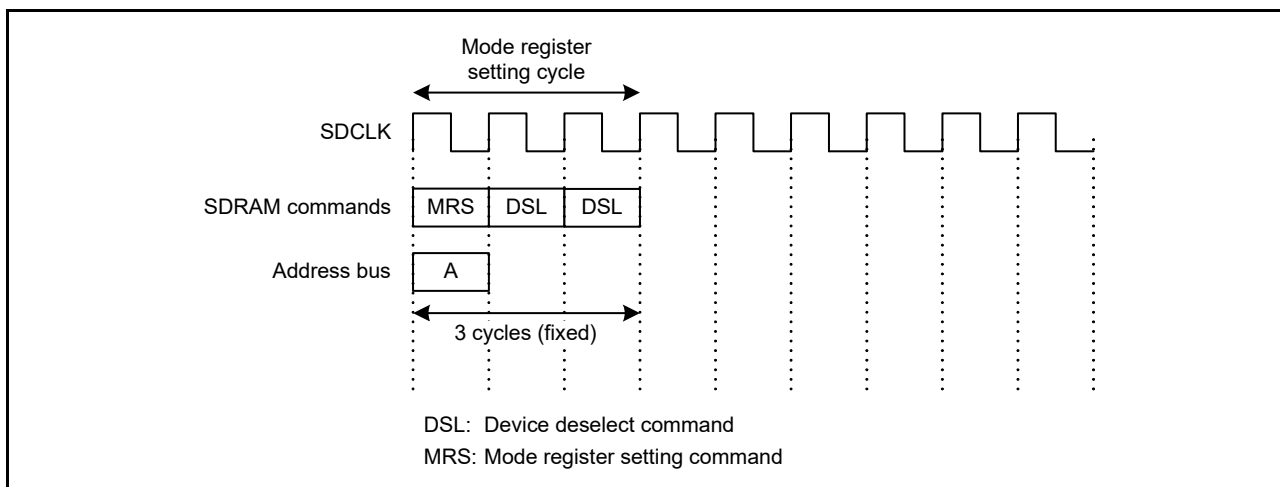 Mode register
setting cycle
SDCLK
SDRAM commands MRS DSL DSL
Address bus A
3 cycles (fixed)
DSL: Device deselect command
MRS: Mode register setting command